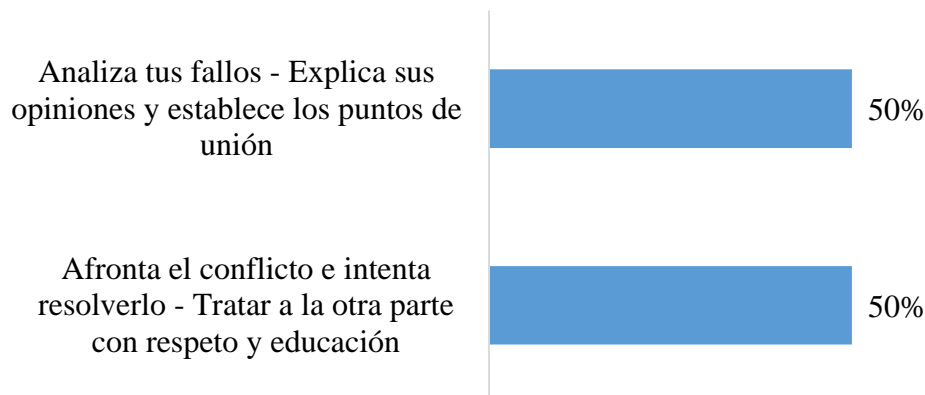 Analiza tus fallos - Explica sus
opiniones y establece los puntos de
unión
50%
Afronta el conflicto e intenta
resolverlo - Tratar a la otra parte
con respeto y educación
50%